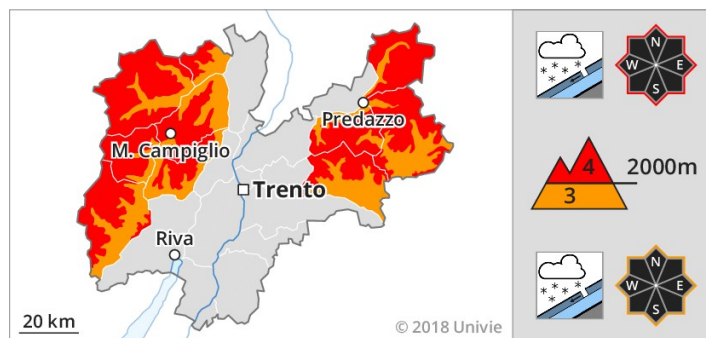 M. Campiglio
Predazzo
Trento
Riva
20 km
© 2018 Univie
N
W E
S
4
2000m
3
N
W E
S